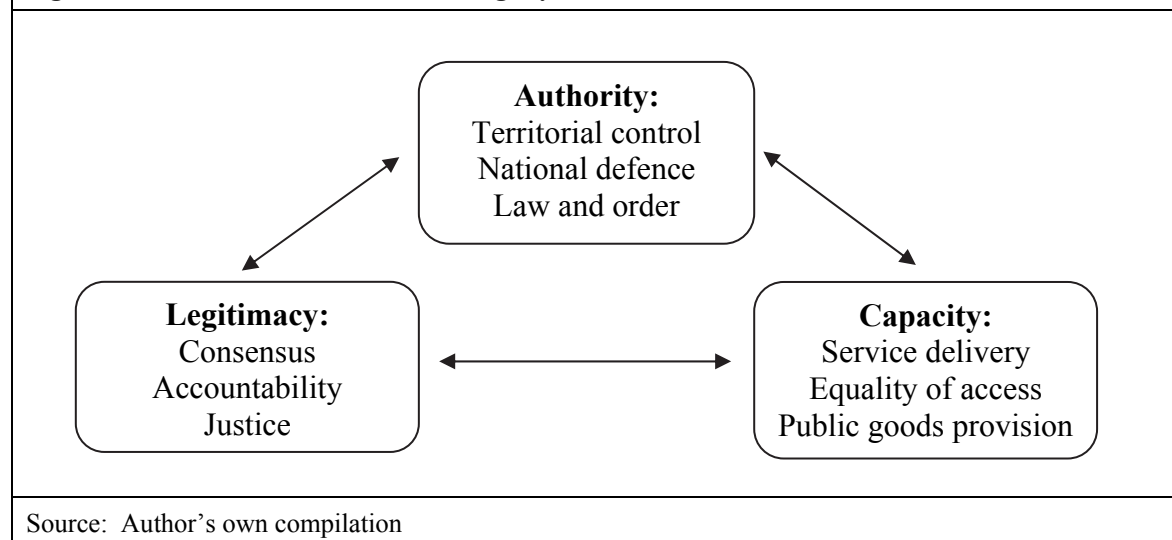 Authority:
Territorial control
National defence
Law and order
Legitimacy:
Consensus
Accountability
Justice
Capacity:
Service delivery
Equality of access
Public goods provision
Source:  Author’s own compilation